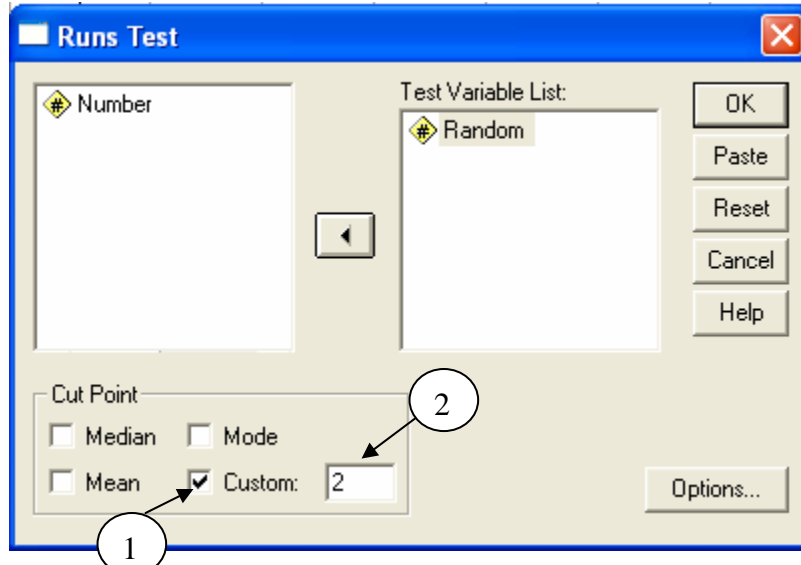 Runs Test
Number
Test Variable List:
Random
OK
Paste
Reset
Cancel
Help
Cut Point
Median Mode
Mean Custom: 2
Options...
2
1